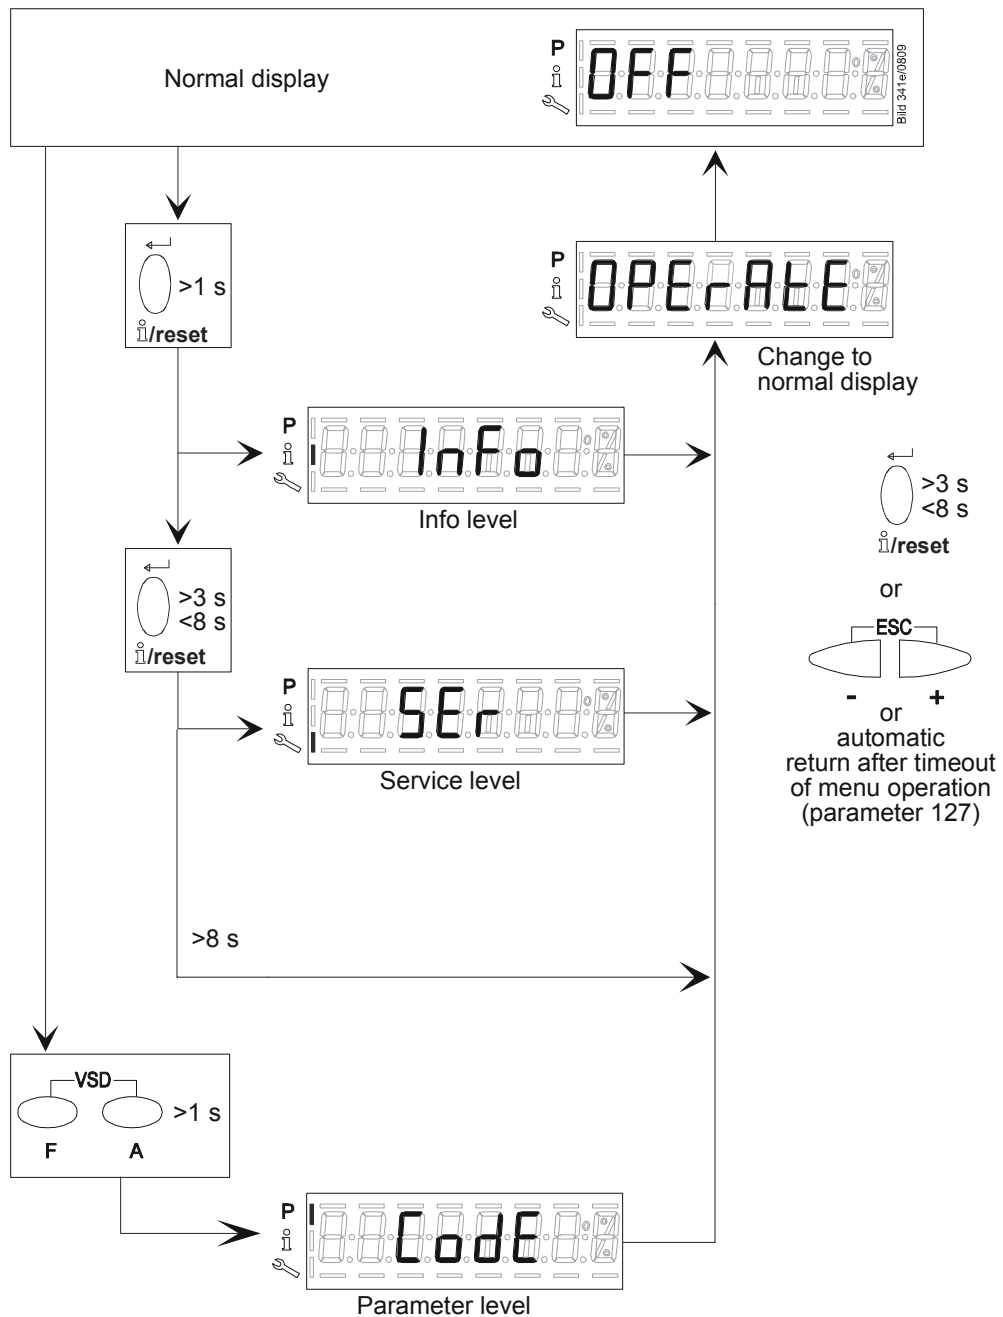 Normal display
P
i
OFF
Bild 341e/0809
>1 s
i/reset
P
i
OPErAtE
Change to
normal display
P
i
InFo
Info level
>3 s
<8 s
i/reset
>3 s
<8 s
i/reset
or
ESC
- +
or
automatic
return after timeout
of menu operation
(parameter 127)
P
i
SEr
Service level
>8 s
VSD
>1 s
F A
P
i
CodE
Parameter level